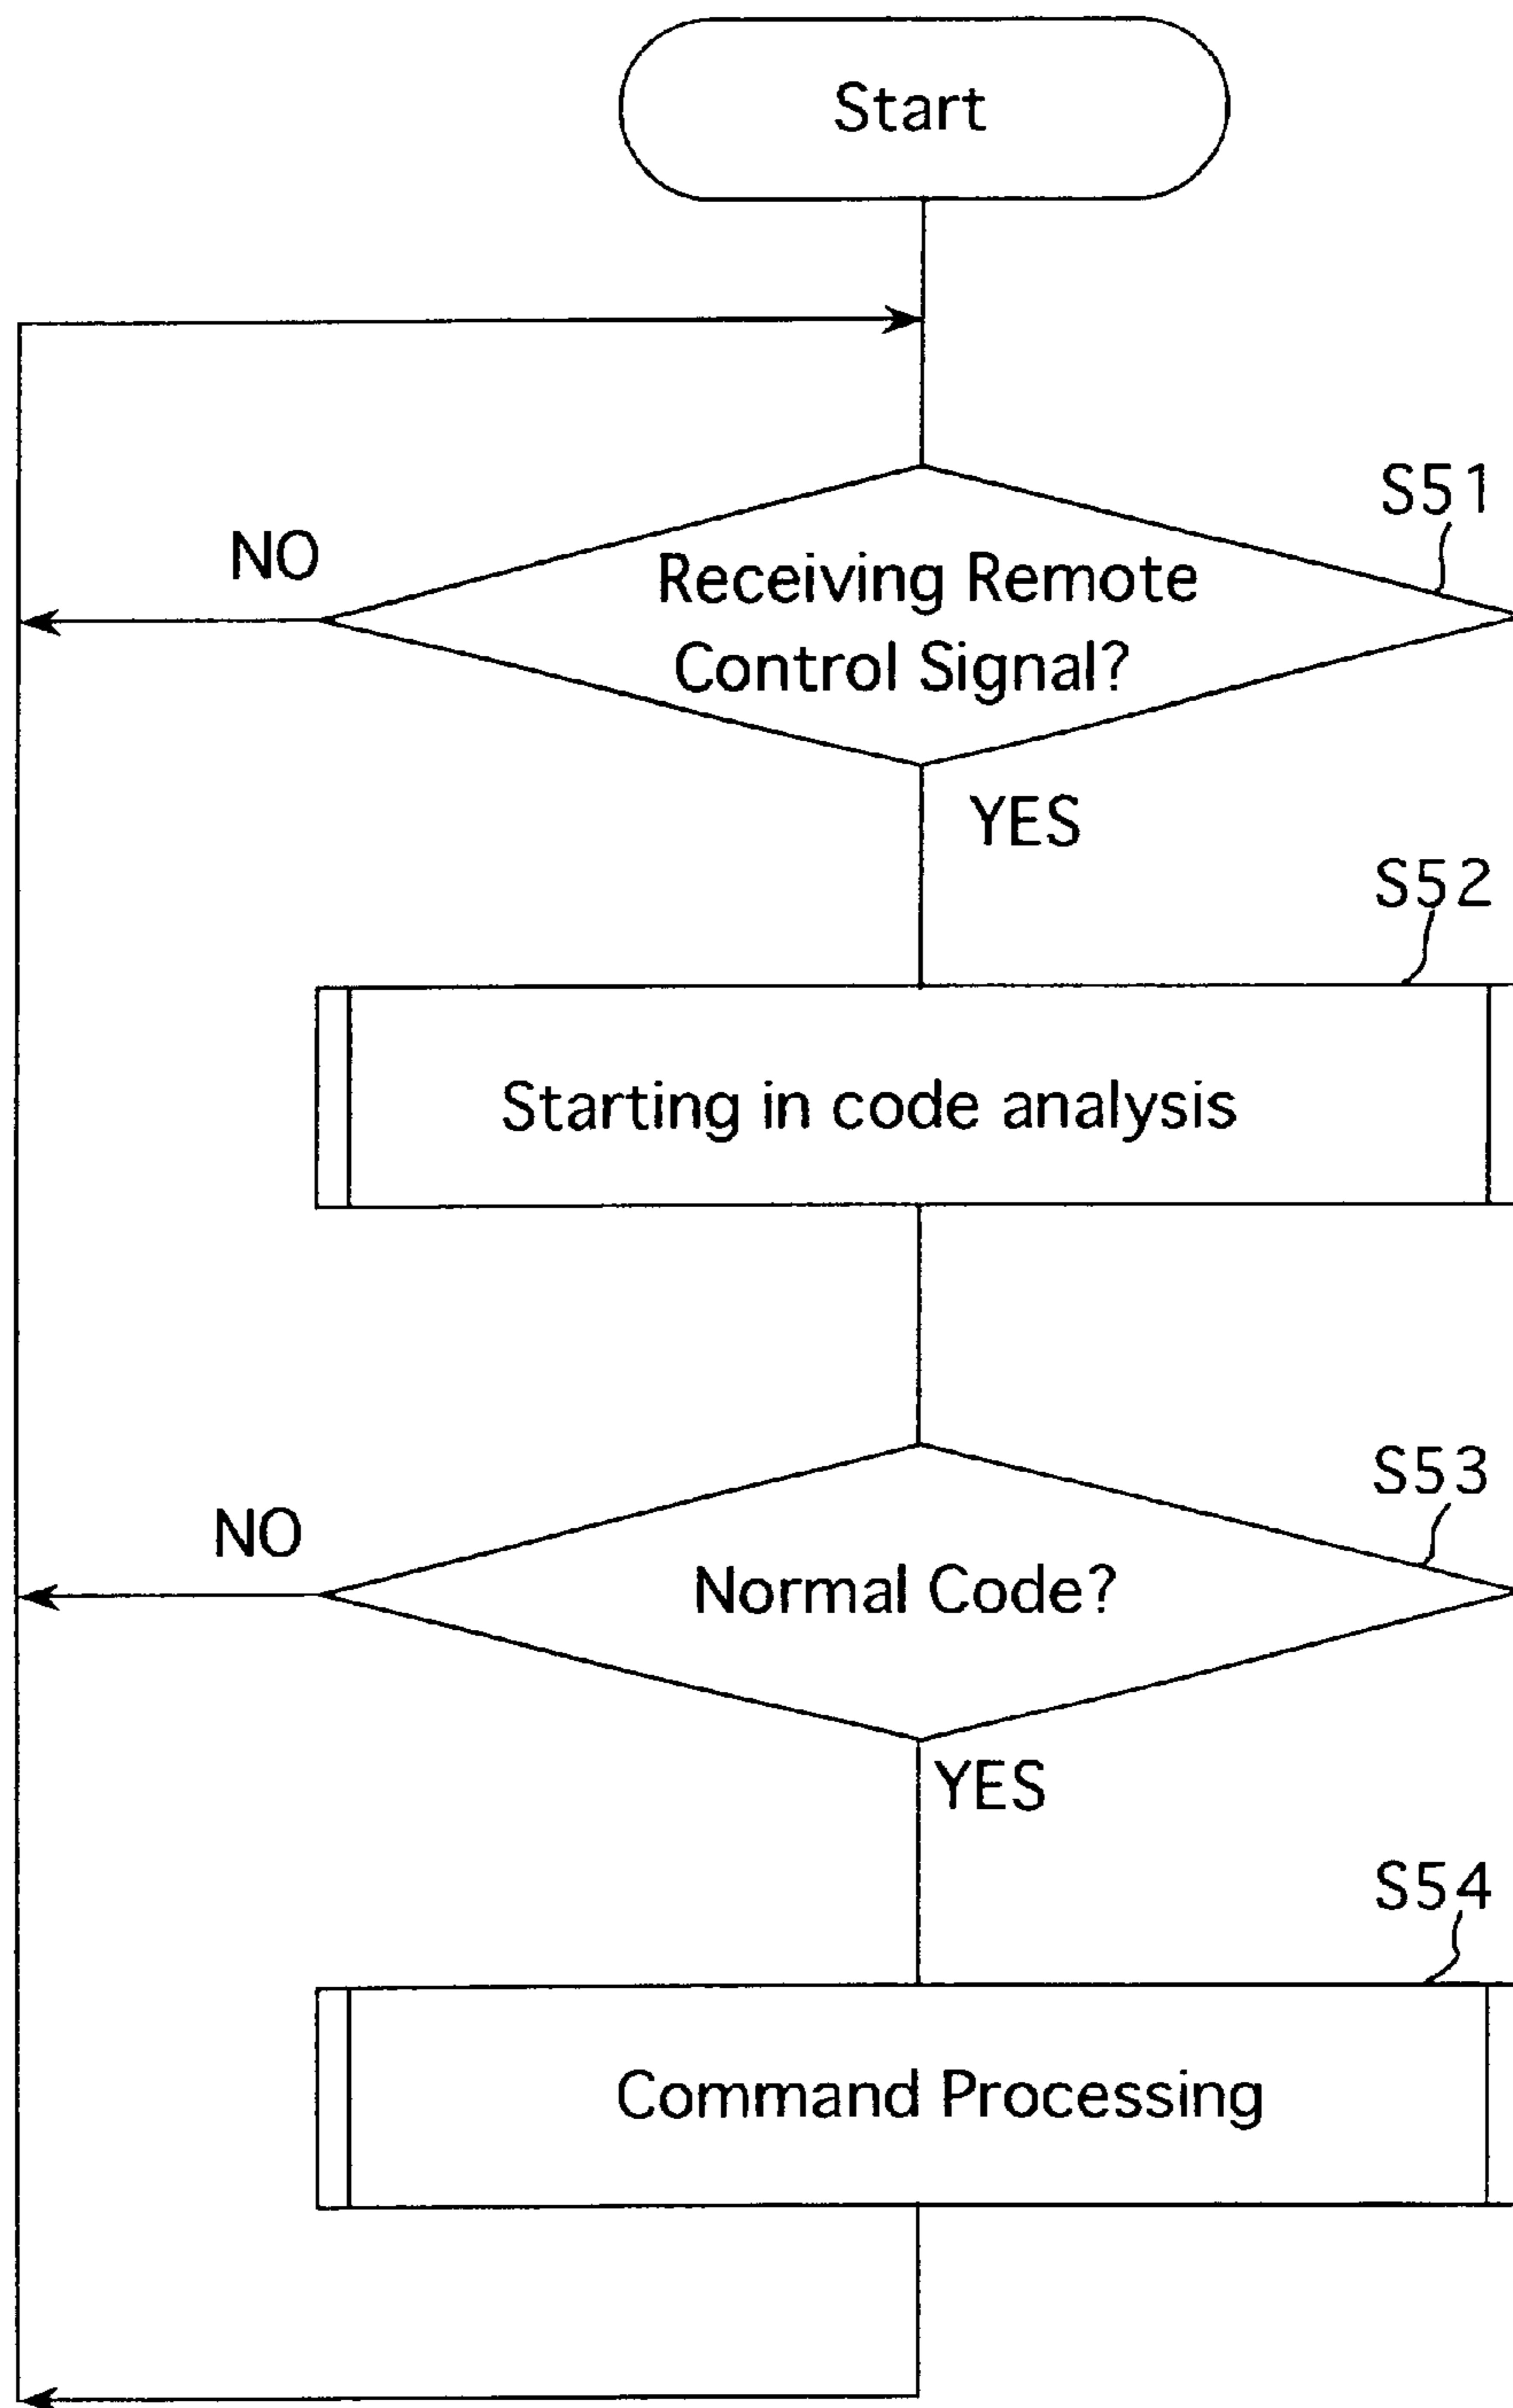 Start
S51
NO
Receiving Remote
Control Signal?
YES
S52
Starting in code analysis
S53
NO
Normal Code?
YES
S54
Command Processing